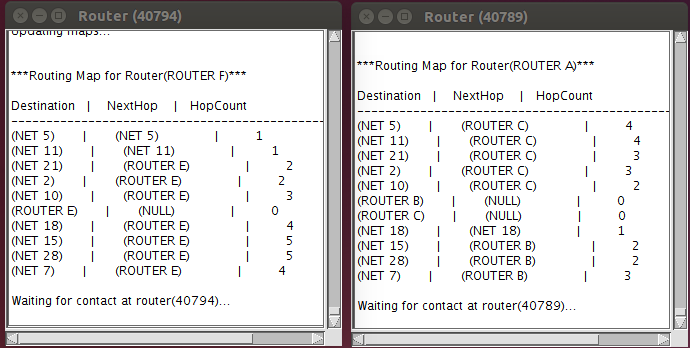 Router (40794)
Updating maps...
***Routing Map for Router(ROUTER F)***
Destination | NextHop | HopCount
(NET 5) | (NET 5) | 1
(NET 11) | (NET 11) | 1
(NET 21) | (ROUTER E) | 2
(NET 2) | (ROUTER E) | 2
(NET 10) | (ROUTER E) | 3
(ROUTER E) | (NULL) | 0
(NET 18) | (ROUTER E) | 4
(NET 15) | (ROUTER E) | 5
(NET 28) | (ROUTER E) | 5
(NET 7) | (ROUTER E) | 4
Waiting for contact at router(40794)...
Router (40789)
***Routing Map for Router(ROUTER A)***
Destination | NextHop | HopCount
(NET 5) | (ROUTER C) | 4
(NET 11) | (ROUTER C) | 4
(NET 21) | (ROUTER C) | 3
(NET 2) | (ROUTER C) | 3
(NET 10) | (ROUTER C) | 2
(ROUTER B) | (NULL) | 0
(ROUTER C) | (NULL) | 0
(NET 18) | (NET 18) | 1
(NET 15) | (ROUTER B) | 2
(NET 28) | (ROUTER B) | 2
(NET 7) | (ROUTER B) | 3
Waiting for contact at router(40789)...